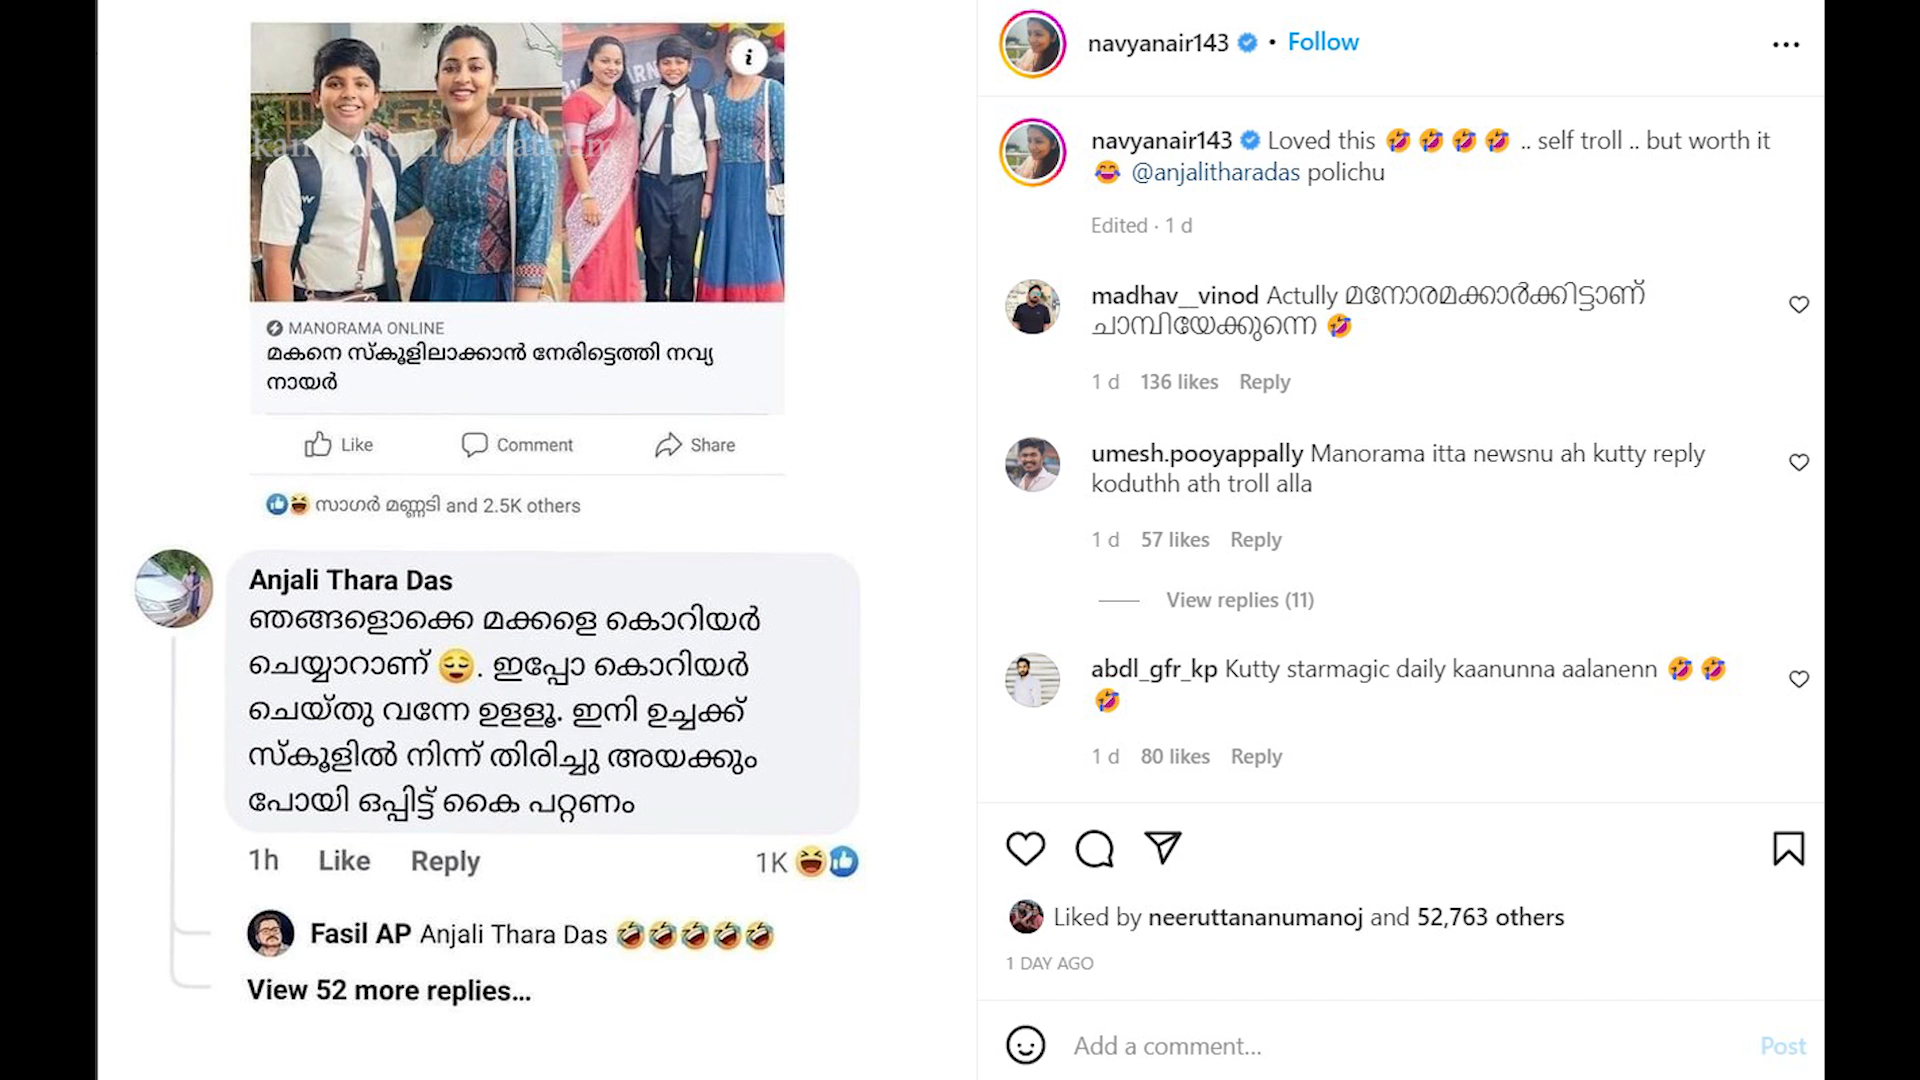 MANORAMA ONLINE
മകനെ സ്കൂളിലാക്കാൻ നേരിട്ടെത്തി നവ്യ
നായർ
Like Comment Share
സാഗർ മണ്ണടി and 2.5K others
Anjali Thara Das
ഞങ്ങളൊക്കെ മക്കളെ കൊറിയർ
ചെയ്യാറാണ് 😌. ഇപ്പോ കൊറിയർ
ചെയ്തു വന്നേ ഉള്ളൂ. ഇനി ഉച്ചക്ക്
സ്കൂളിൽ നിന്ന് തിരിച്ചു അയക്കും
പോയി ഒപ്പിട്ട് കൈ പറ്റണം
1h Like Reply 1K
Fasil AP Anjali Thara Das 🤣🤣🤣🤣🤣
View 52 more replies...
navyanair143 • Follow
navyanair143 Loved this 🤣🤣🤣🤣 .. self troll .. but worth it
😂 @anjalitharadas polichu
Edited · 1 d
madhav__vinod Actully മനോരമക്കാർക്കിട്ടാണ്
ചാമ്പിയേക്കുന്നെ 🤣
1 d 136 likes Reply
umesh.pooyappally Manorama itta newsnu ah kutty reply
koduthh ath troll alla
1 d 57 likes Reply
View replies (11)
abdl_gfr_kp Kutty starmagic daily kaanunna aalanenn 🤣🤣
🤣
1 d 80 likes Reply
Liked by neeruttananumanoj and 52,763 others
1 DAY AGO
Add a comment...
Post